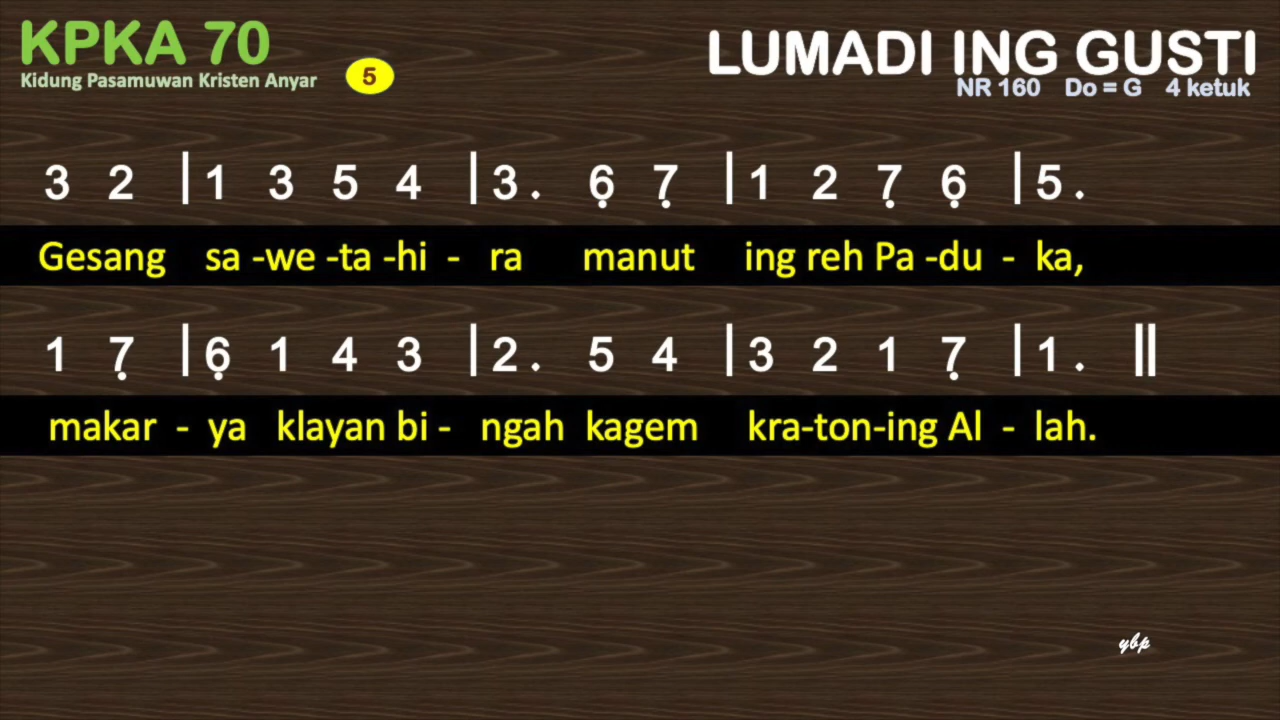 KPKA 70
Kidung Pasamuwan Kristen Anyar
5
LUMADI ING GUSTI
NR 160 Do = G 4 ketuk
3 2 | 1 3 5 4 | 3 . 6̣ 7̣ | 1 2 7̣ 6̣ | 5 .
Gesang sa -we -ta -hi - ra manut ing reh Pa -du - ka,
1 7̣ | 6̣ 1 4 3 | 2 . 5 4 | 3 2 1 7̣ | 1 . ||
makar - ya klayan bi - ngah kagem kra-ton-ing Al - lah.
ybp